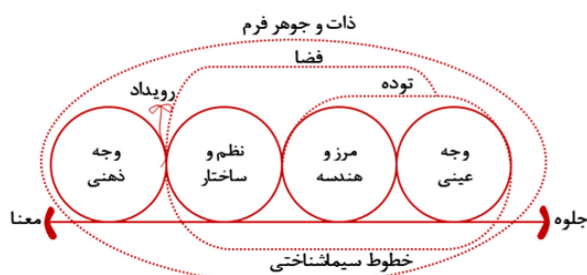 ذات و جوهر فرم
فضا
توده
رویداد
وجه
عینی
مرز و
هندسه
نظم و
ساختار
وجه
ذهنی
جلوه
معنا
خطوط سیماشناختی